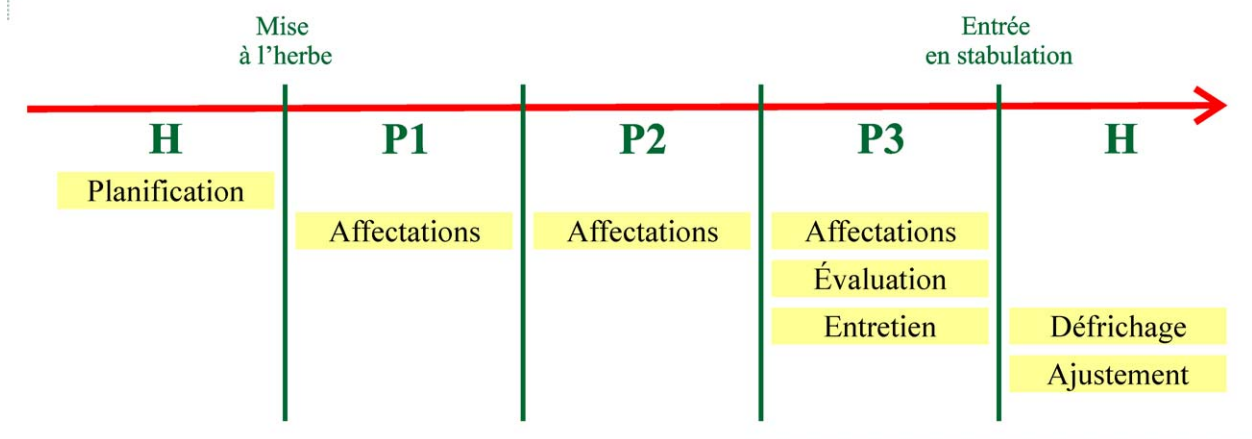 Mise
à l’herbe
Entrée
en stabulation
H P1 P2 P3 H
Planification
Affectations Affectations Affectations
Évaluation
Entretien Défrichage
Ajustement